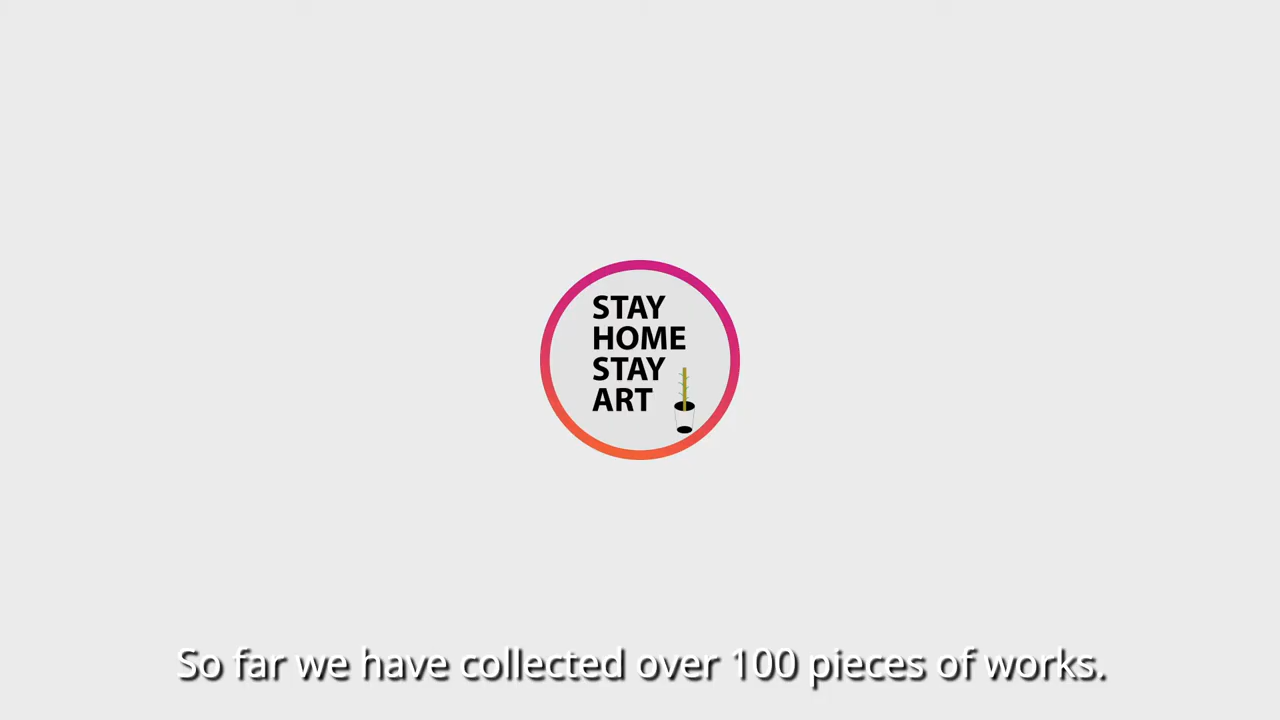 STAY
HOME
STAY
ART
So far we have collected over 100 pieces of works.